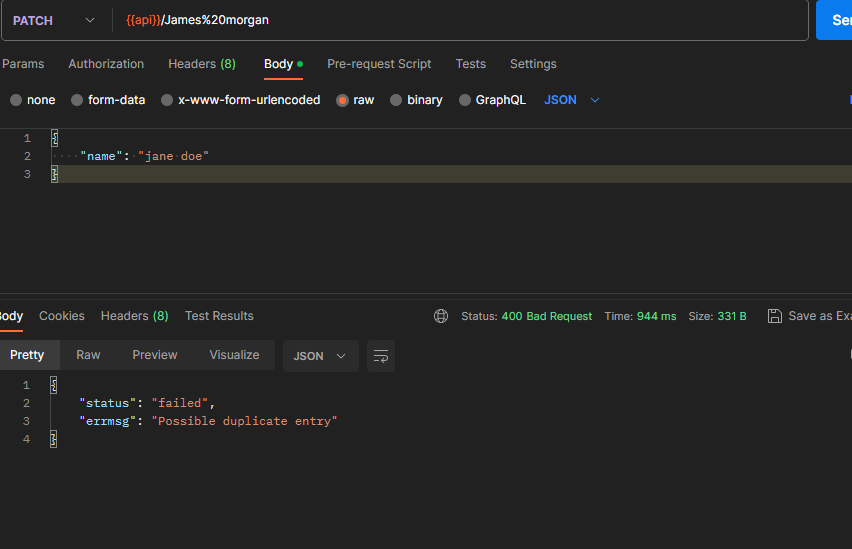 PATCH {{api}}/James%20morgan
Params Authorization Headers (8) Body Pre-request Script Tests Settings
none form-data x-www-form-urlencoded raw binary GraphQL JSON
1 {
2 ····"name":·"jane·doe"
3 }
Body Cookies Headers (8) Test Results Status: 400 Bad Request Time: 944 ms Size: 331 B Save as
Pretty Raw Preview Visualize JSON
1 {
2 "status": "failed",
3 "errmsg": "Possible duplicate entry"
4 }